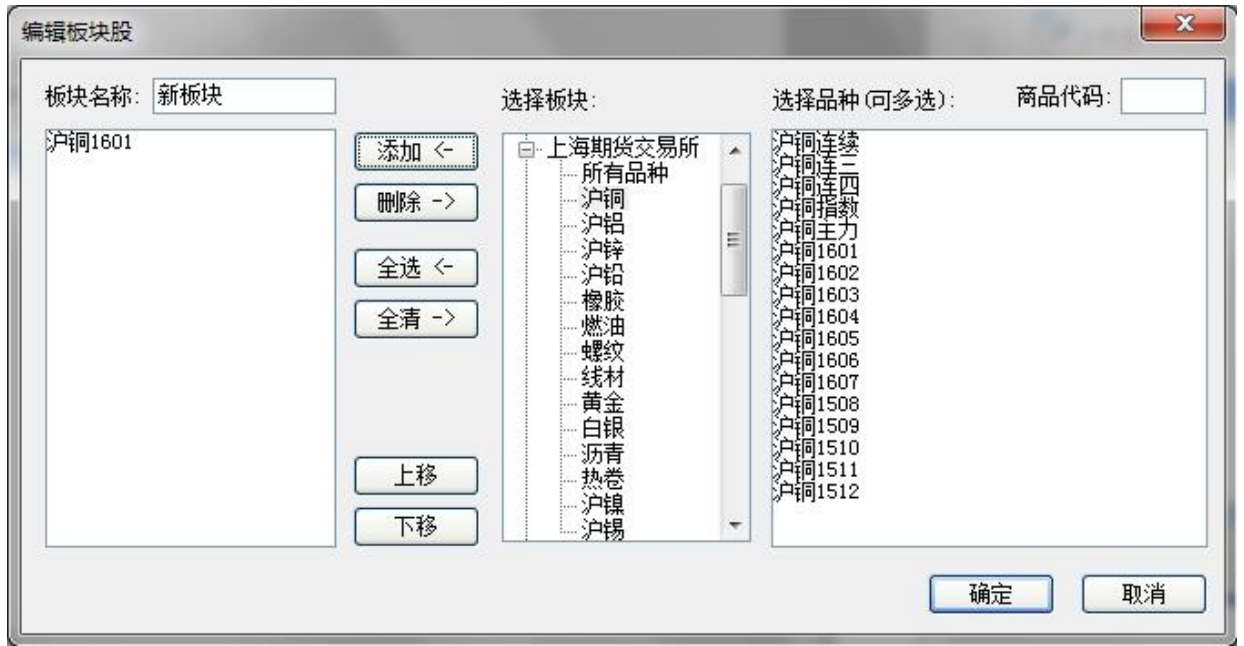 编辑板块股
板块名称: 新板块
选择板块:
选择品种(可多选):
商品代码:
沪铜1601
添加 <-
删除 ->
全选 <-
全清 ->
上移
下移
上海期货交易所
所有品种
沪铜
沪铝
沪锌
沪铅
橡胶
燃油
螺纹
线材
黄金
白银
沥青
热卷
沪镍
沪锡
沪铜连续
沪铜连三
沪铜连四
沪铜指数
沪铜主力
沪铜1601
沪铜1602
沪铜1603
沪铜1604
沪铜1605
沪铜1606
沪铜1607
沪铜1508
沪铜1509
沪铜1510
沪铜1511
沪铜1512
确定
取消